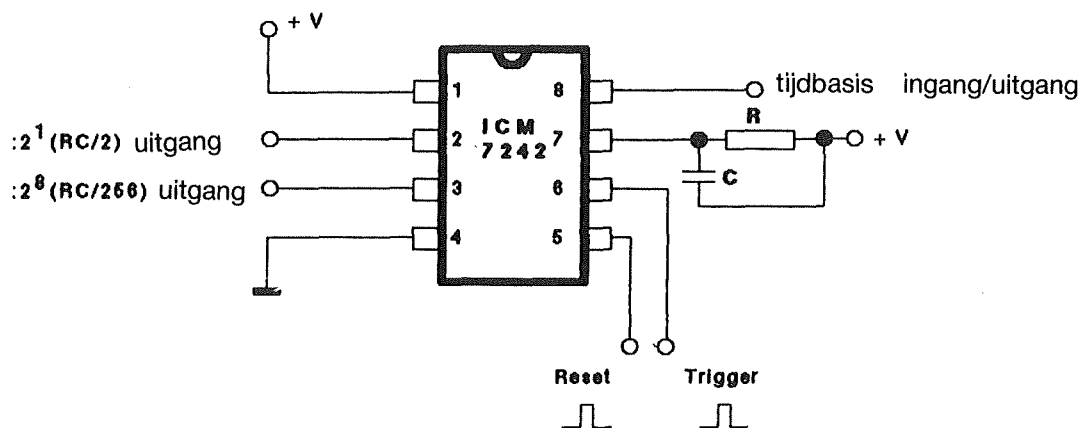 + V
1
8
tijdbasis ingang/uitgang
ICM
7242
R
:2¹(RC/2) uitgang
2
7
+ V
C
:2⁸(RC/256) uitgang
3
6
4
5
Reset
Trigger